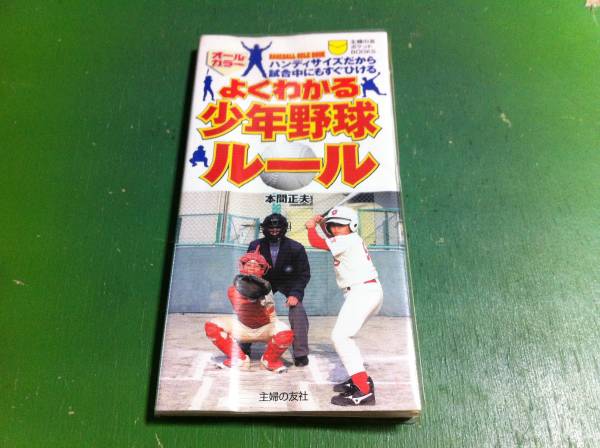 オール
カラー
BASEBALL RULE BOOK
主婦の友
ポケット
BOOKS
ハンディサイズだから
試合中にもすぐひける
よくわかる
少年野球
ルール
本間正夫
主婦の友社